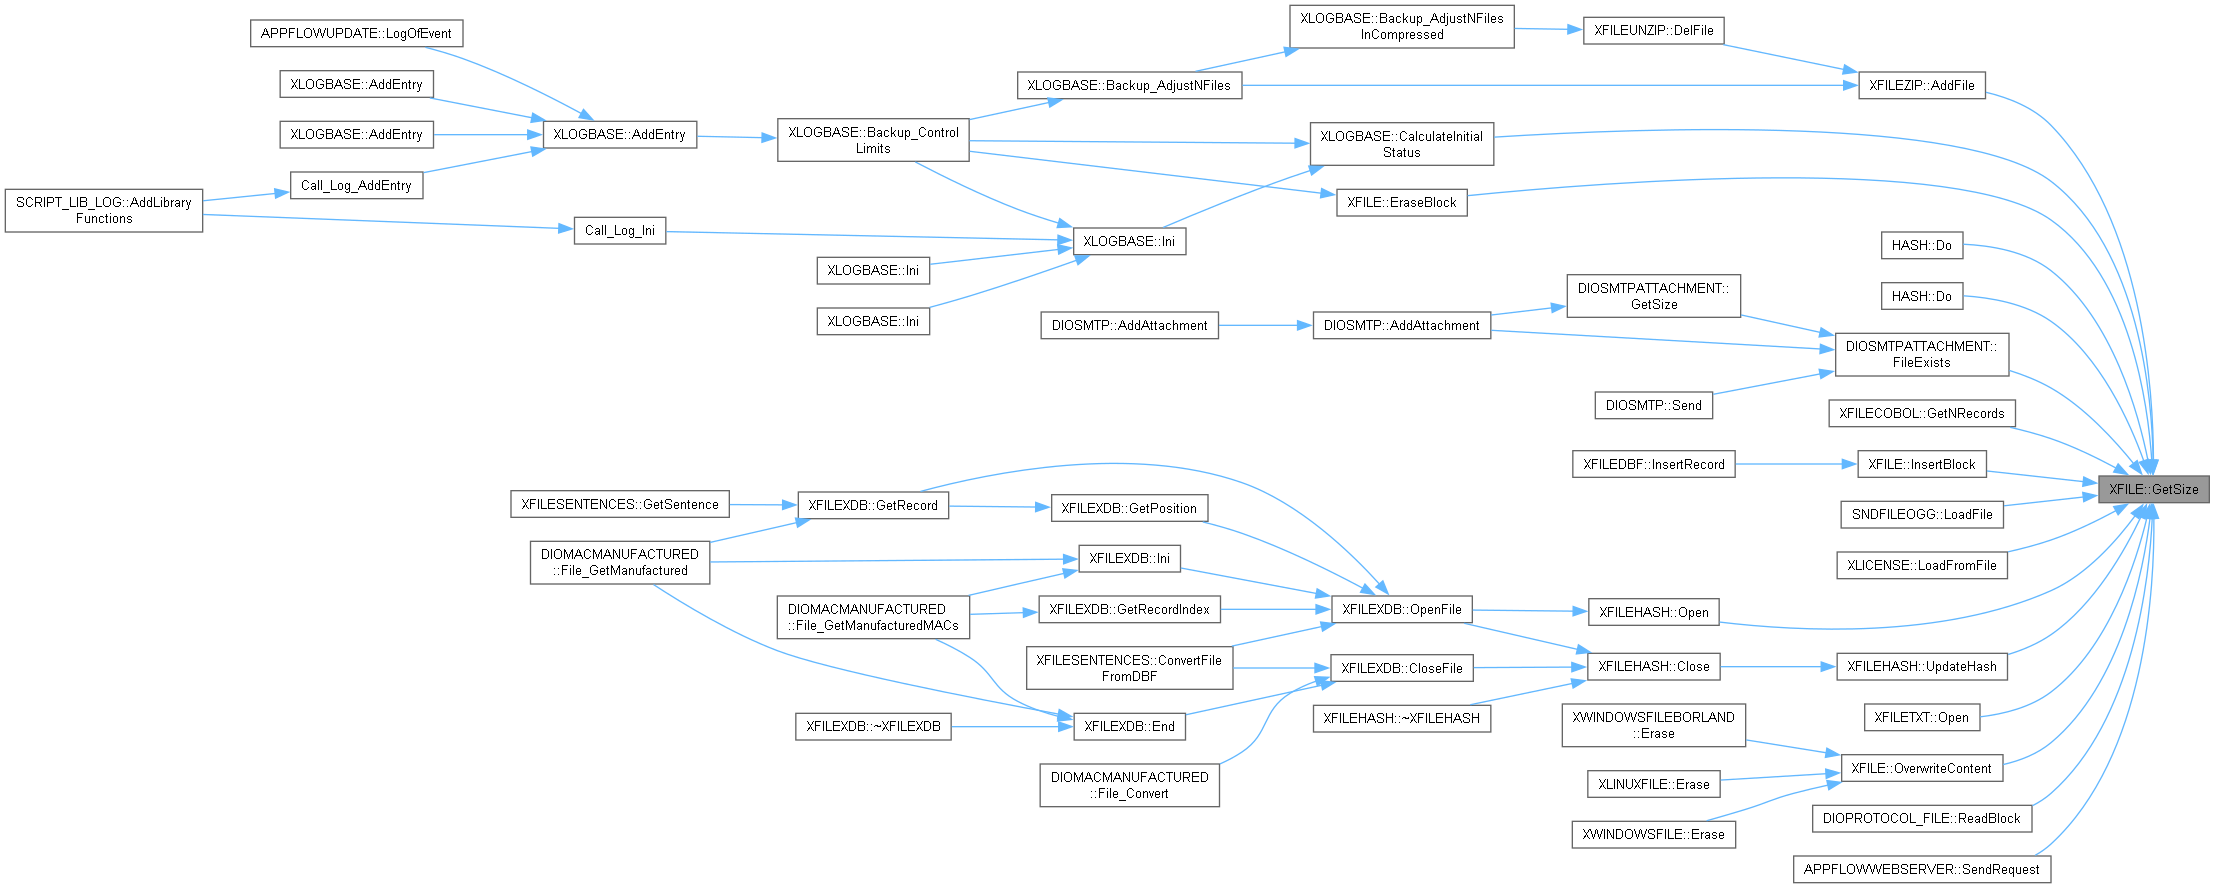 APPFLOWUPDATE::LogOfEvent
XLOGBASE::AddEntry
XLOGBASE::AddEntry
Call_Log_AddEntry
SCRIPT_LIB_LOG::AddLibrary
Functions
XLOGBASE::AddEntry
Call_Log_Ini
XLOGBASE::Backup_Control
Limits
XLOGBASE::Ini
XLOGBASE::Ini
XLOGBASE::Backup_AdjustNFiles
XLOGBASE::Ini
XLOGBASE::Backup_AdjustNFiles
InCompressed
XLOGBASE::CalculateInitial
Status
XFILE::EraseBlock
XFILEUNZIP::DelFile
XFILEZIP::AddFile
HASH::Do
HASH::Do
DIOSMTP::AddAttachment
DIOSMTP::AddAttachment
DIOSMTPATTACHMENT::
GetSize
DIOSMTPATTACHMENT::
FileExists
DIOSMTP::Send
XFILECOBOL::GetNRecords
XFILEDBF::InsertRecord
XFILE::InsertBlock
XFILE::GetSize
SNDFILEOGG::LoadFile
XLICENSE::LoadFromFile
XFILESENTENCES::GetSentence
DIOMACMANUFACTURED
::File_GetManufactured
XFILEXDB::GetRecord
XFILEXDB::GetPosition
XFILEXDB::Ini
DIOMACMANUFACTURED
::File_GetManufacturedMACs
XFILEXDB::GetRecordIndex
XFILEXDB::OpenFile
XFILEHASH::Open
XFILESENTENCES::ConvertFile
FromDBF
XFILEXDB::CloseFile
XFILEHASH::Close
XFILEHASH::UpdateHash
XFILEXDB::~XFILEXDB
XFILEXDB::End
XFILEHASH::~XFILEHASH
DIOMACMANUFACTURED
::File_Convert
XFILETXT::Open
XWINDOWSFILEBORLAND
::Erase
XLINUXFILE::Erase
XWINDOWSFILE::Erase
XFILE::OverwriteContent
DIOPROTOCOL_FILE::ReadBlock
APPFLOWWEBSERVER::SendRequest